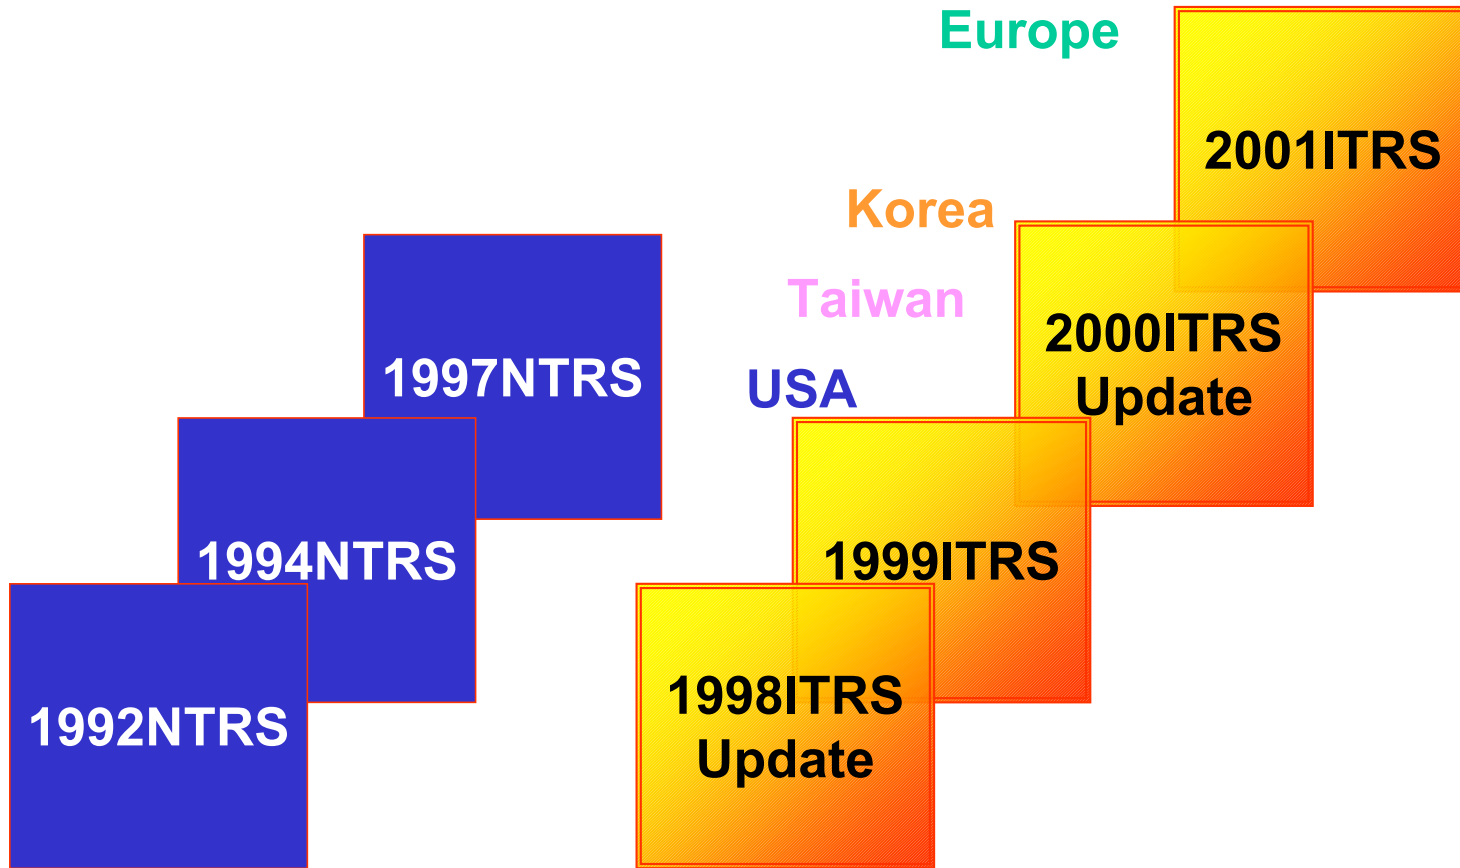 Europe
2001ITRS
Korea
Taiwan
2000ITRS
Update
1997NTRS
USA
1994NTRS
1999ITRS
1992NTRS
1998ITRS
Update